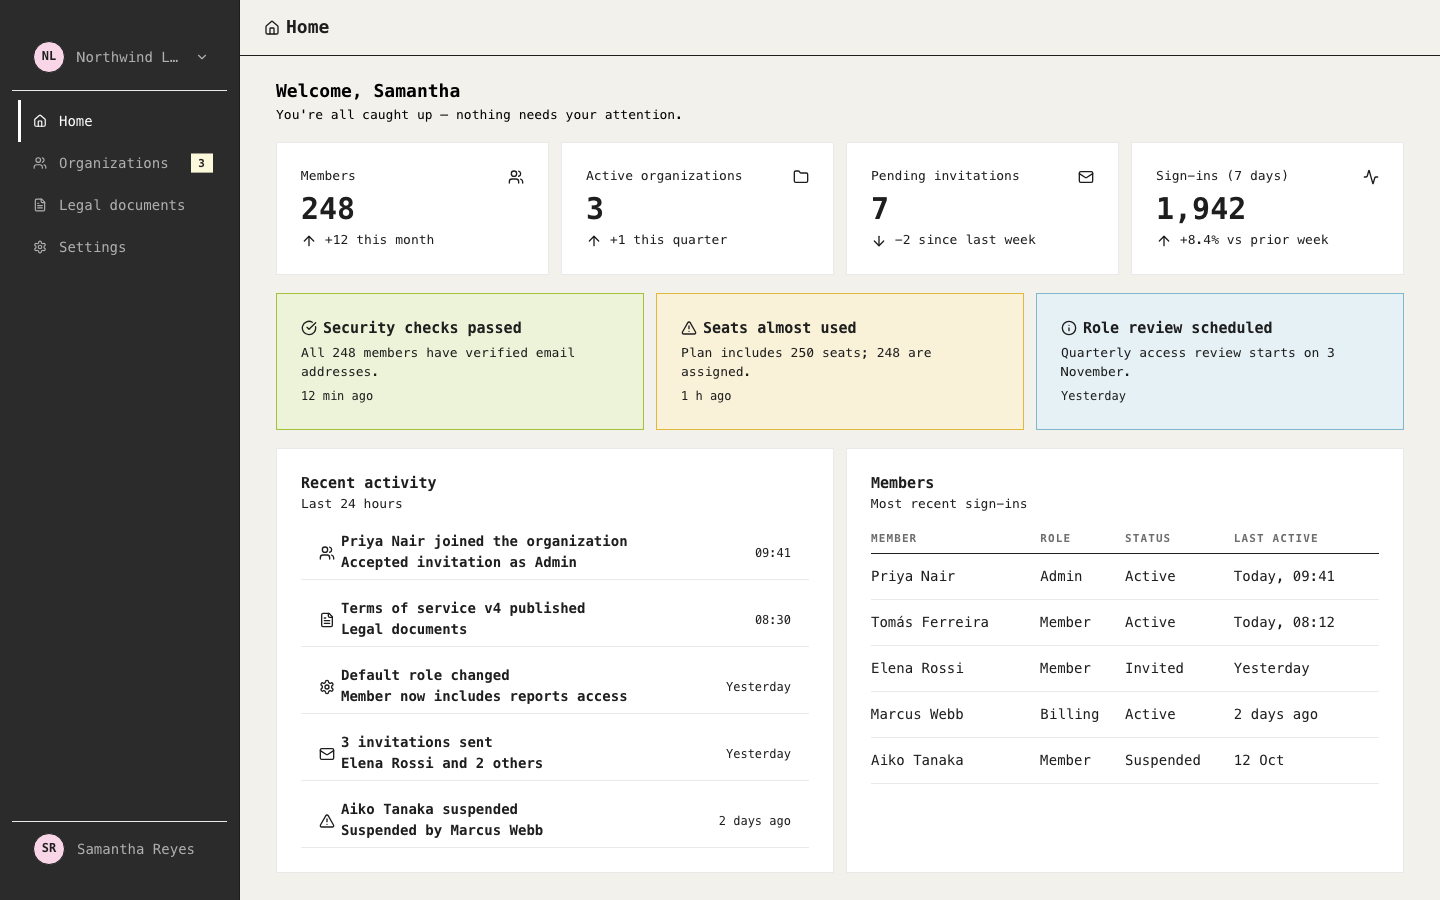 NL Northwind L…
Home
Organizations 3
Legal documents
Settings
SR Samantha Reyes
Home
Welcome, Samantha
You're all caught up — nothing needs your attention.
Members
248
+12 this month
Active organizations
3
+1 this quarter
Pending invitations
7
−2 since last week
Sign-ins (7 days)
1,942
+8.4% vs prior week
Security checks passed
All 248 members have verified email
addresses.
12 min ago
Seats almost used
Plan includes 250 seats; 248 are
assigned.
1 h ago
Role review scheduled
Quarterly access review starts on 3
November.
Yesterday
Recent activity
Last 24 hours
Priya Nair joined the organization
Accepted invitation as Admin
09:41
Terms of service v4 published
Legal documents
08:30
Default role changed
Member now includes reports access
Yesterday
3 invitations sent
Elena Rossi and 2 others
Yesterday
Aiko Tanaka suspended
Suspended by Marcus Webb
2 days ago
Members
Most recent sign-ins
MEMBER ROLE STATUS LAST ACTIVE
Priya Nair Admin Active Today, 09:41
Tomás Ferreira Member Active Today, 08:12
Elena Rossi Member Invited Yesterday
Marcus Webb Billing Active 2 days ago
Aiko Tanaka Member Suspended 12 Oct